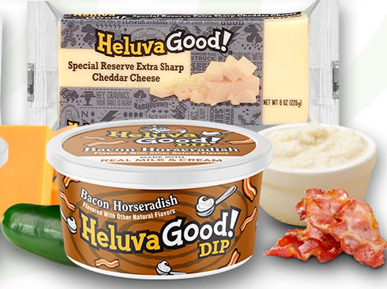 HeluvaGood!
Special Reserve Extra Sharp
Cheddar Cheese
NET WT 8 OZ (226g)
HeluvaGood!
DIP
MADE WITH
REAL MILK & CREAM
Bacon Horseradish
Flavored With Other Natural Flavors
HeluvaGood!
DIP